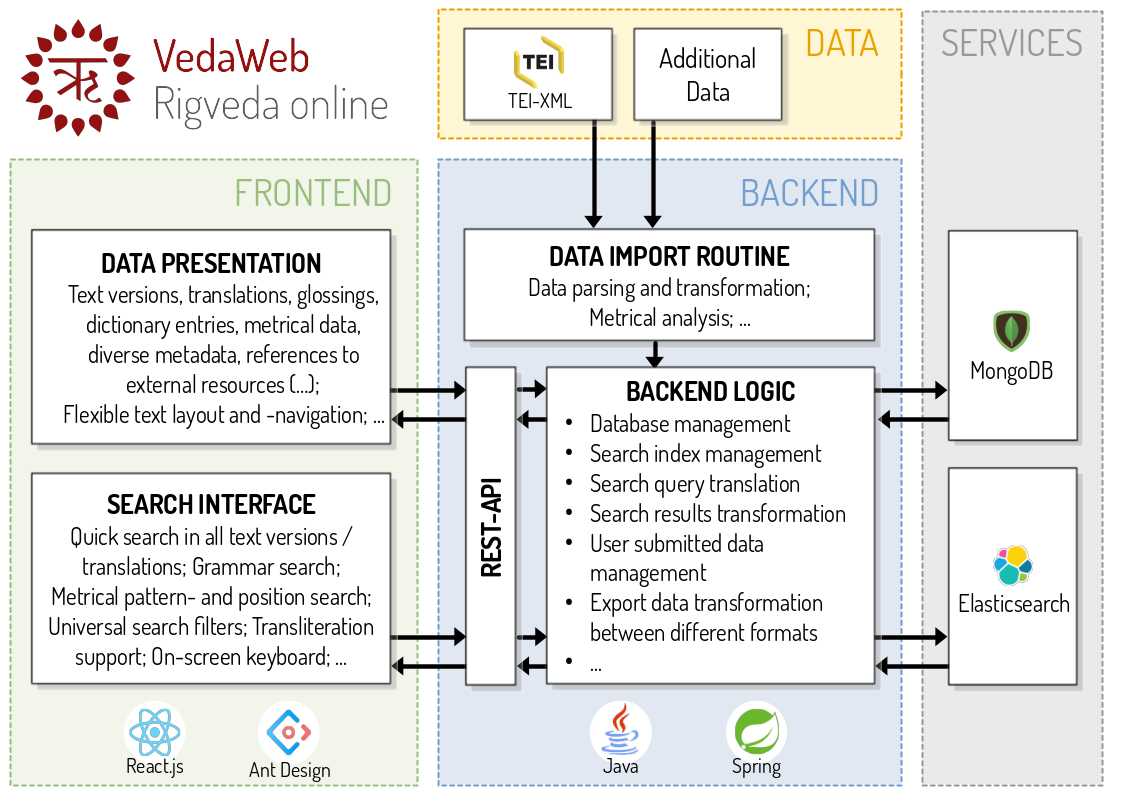 ऋ
VedaWeb
Rigveda online
DATA
TEI
TEI-XML
Additional
Data
SERVICES
FRONTEND
DATA PRESENTATION
Text versions, translations, glossings,
dictionary entries, metrical data,
diverse metadata, references to
external resources (...);
Flexible text layout and -navigation; ...
SEARCH INTERFACE
Quick search in all text versions /
translations; Grammar search;
Metrical pattern- and position search;
Universal search filters; Transliteration
support; On-screen keyboard; ...
React.js
Ant Design
BACKEND
DATA IMPORT ROUTINE
Data parsing and transformation;
Metrical analysis; ...
REST-API
BACKEND LOGIC
• Database management
• Search index management
• Search query translation
• Search results transformation
• User submitted data
management
• Export data transformation
between different formats
• ...
Java
Spring
MongoDB
Elasticsearch